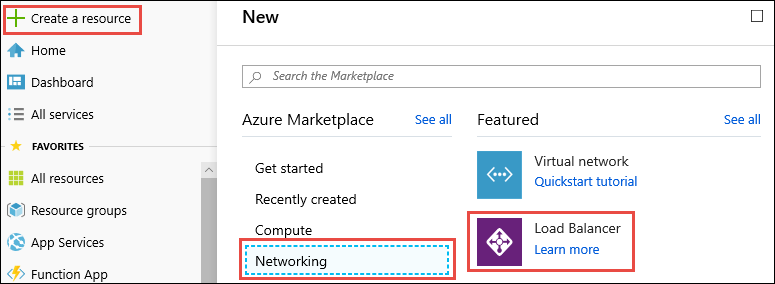 Create a resource
Home
Dashboard
All services
FAVORITES
All resources
Resource groups
App Services
Function App
New
Search the Marketplace
Azure Marketplace
See all
Get started
Recently created
Compute
Networking
Featured
See all
Virtual network
Quickstart tutorial
Load Balancer
Learn more